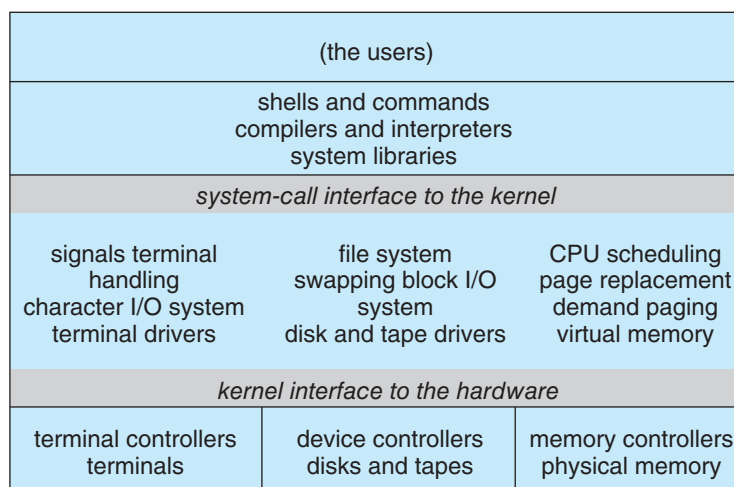 (the users)
shells and commands
compilers and interpreters
system libraries
system-call interface to the kernel
signals terminal
handling
character I/O system
terminal drivers
file system
swapping block I/O
system
disk and tape drivers
CPU scheduling
page replacement
demand paging
virtual memory
kernel interface to the hardware
terminal controllers
terminals
device controllers
disks and tapes
memory controllers
physical memory